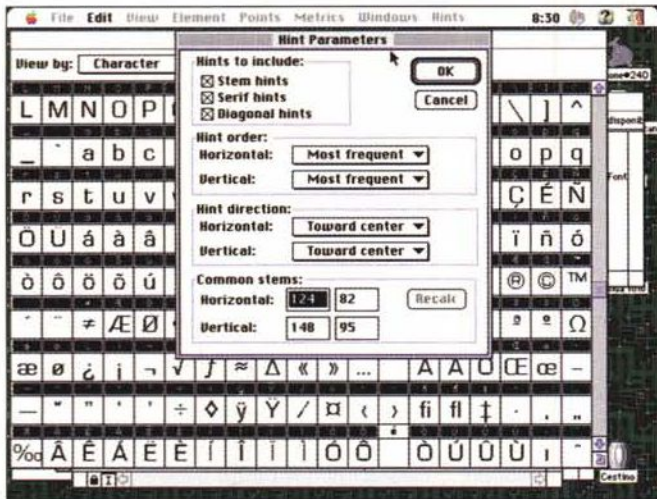 File Edit View Element Points Metrics Windows Hints 8:30
Hint Parameters
View by: Character
Hints to include:
Stem hints
Serif hints
Diagonal hints
OK
Cancel
Hint order:
Horizontal: Most frequent
Vertical: Most frequent
Hint direction:
Horizontal: Toward center
Vertical: Toward center
Common stems:
Horizontal: 124 82 Recalc
Vertical: 148 95
L M N O P \ ] ^
_ ` a b c o p q
r s t u v Ç É Ñ
Ö Ü á à â ï ñ ó
ò ô ö õ ú ® © ™
≠ Æ Ø ª º Ω
æ ø ¿ ¡ ¬ √ ƒ ≈ ∆ « » … À Ã Õ Œ œ –
— “ ” ‘ ’ ÷ ◊ ÿ Ÿ ⁄ ¤ ‹ › fi fl ‡ · ‚ „
‰ Â Ê Á Ë È Í Î Ï Ì Ó Ô Ò Ú Û Ù ı ˆ
Font
Cestino